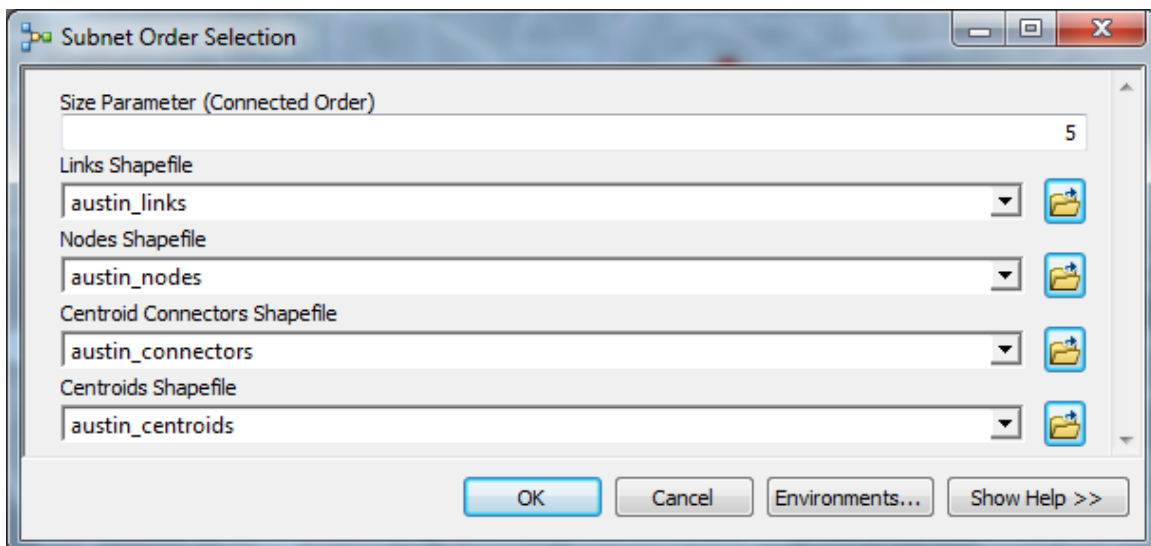 Subnet Order Selection
Size Parameter (Connected Order)
5
Links Shapefile
austin_links
Nodes Shapefile
austin_nodes
Centroid Connectors Shapefile
austin_connectors
Centroids Shapefile
austin_centroids
OK Cancel Environments... Show Help >>